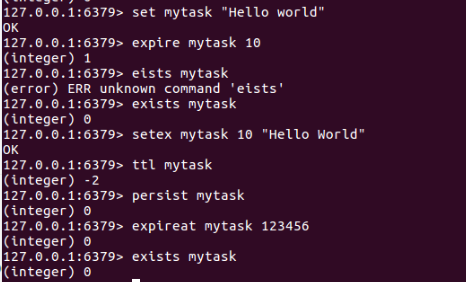 127.0.0.1:6379> set mytask "Hello world"
OK
127.0.0.1:6379> expire mytask 10
(integer) 1
127.0.0.1:6379> eists mytask
(error) ERR unknown command 'eists'
127.0.0.1:6379> exists mytask
(integer) 0
127.0.0.1:6379> setex mytask 10 "Hello World"
OK
127.0.0.1:6379> ttl mytask
(integer) -2
127.0.0.1:6379> persist mytask
(integer) 0
127.0.0.1:6379> expireat mytask 123456
(integer) 0
127.0.0.1:6379> exists mytask
(integer) 0